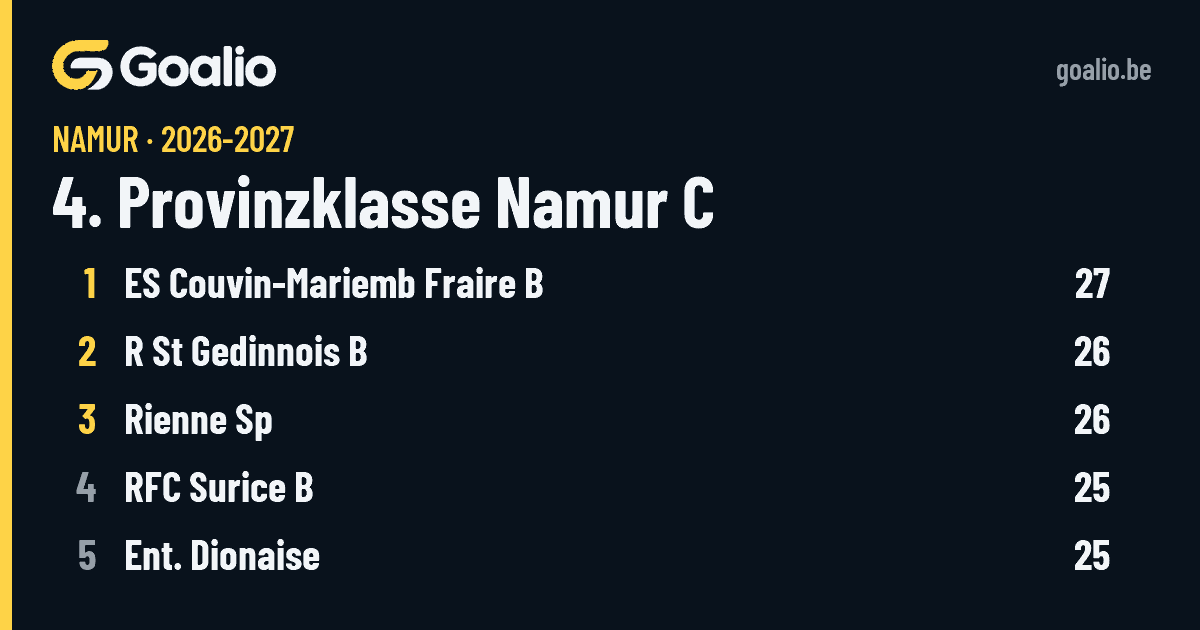 Goalio
goalio.be
NAMUR · 2026-2027
4. Provinzklasse Namur C
1 ES Couvin-Mariemb Fraire B 27
2 R St Gedinnois B 26
3 Rienne Sp 26
4 RFC Surice B 25
5 Ent. Dionaise 25